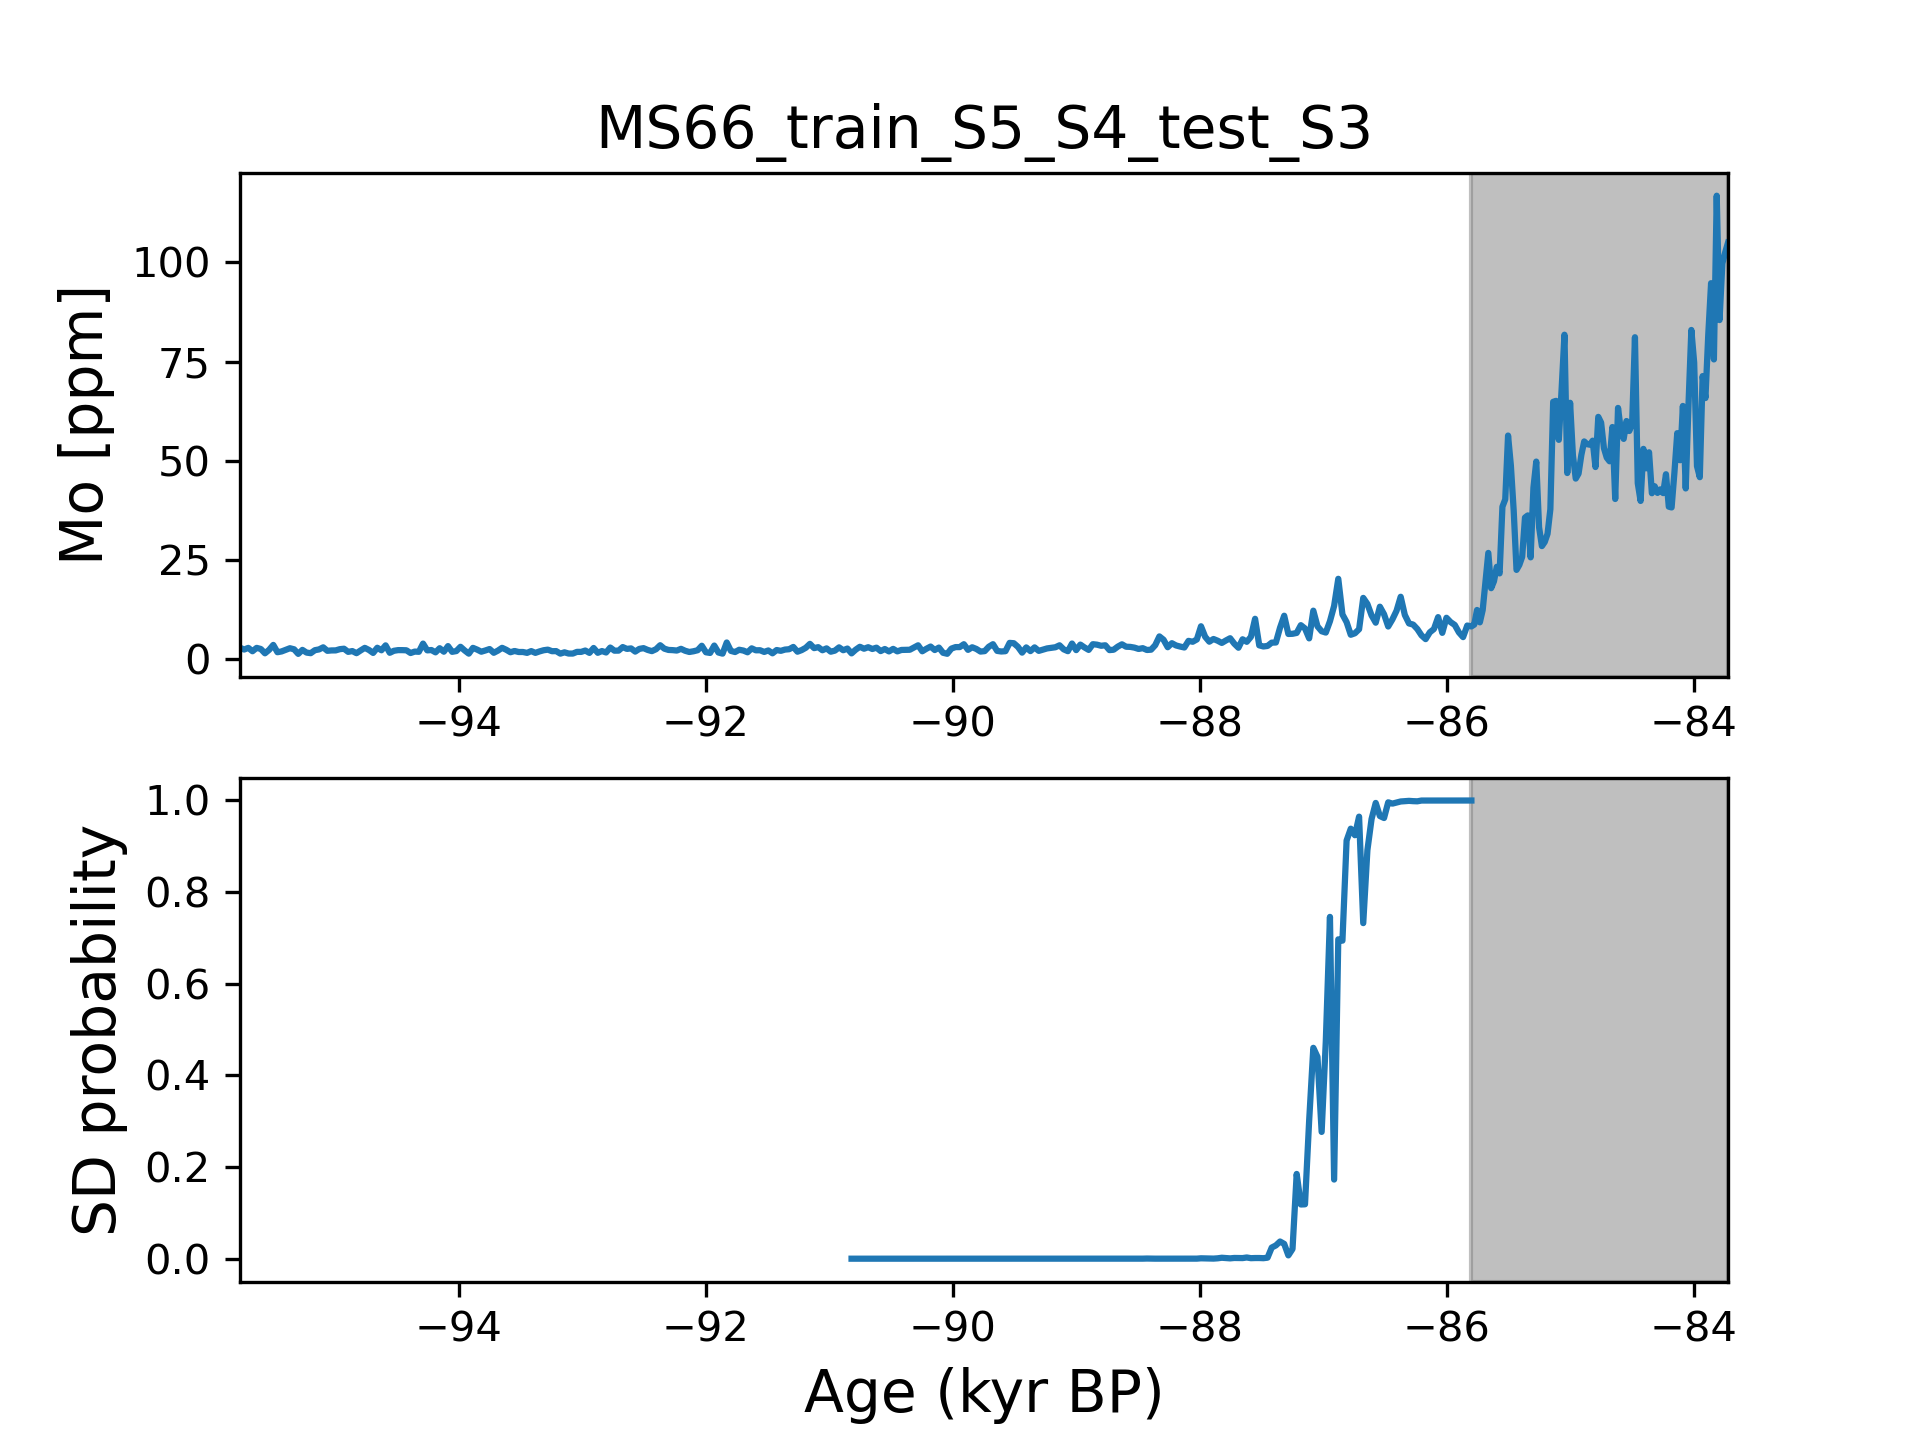 MS66_train_S5_S4_test_S3
Mo [ppm]
100
75
50
25
0
−94 −92 −90 −88 −86 −84
SD probability
1.0
0.8
0.6
0.4
0.2
0.0
−94 −92 −90 −88 −86 −84
Age (kyr BP)